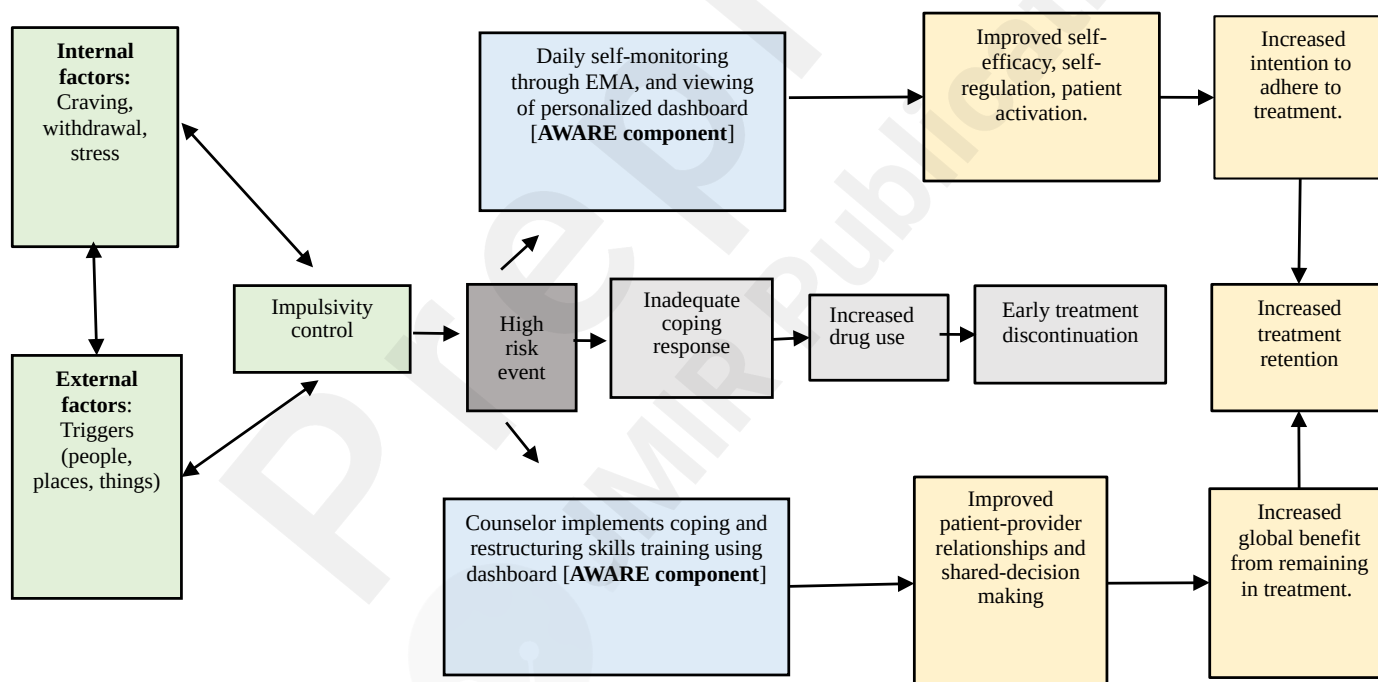 Internal
factors:
Craving,
withdrawal,
stress
External
factors:
Triggers
(people,
places, things)
Impulsivity
control
High
risk
event
Daily self-monitoring
through EMA, and viewing
of personalized dashboard
[AWARE component]
Improved self-
efficacy, self-
regulation, patient
activation.
Increased
intention to
adhere to
treatment.
Inadequate
coping
response
Increased
drug use
Early treatment
discontinuation
Increased
treatment
retention
Counselor implements coping and
restructuring skills training using
dashboard [AWARE component]
Improved
patient-provider
relationships and
shared-decision
making
Increased
global benefit
from remaining
in treatment.